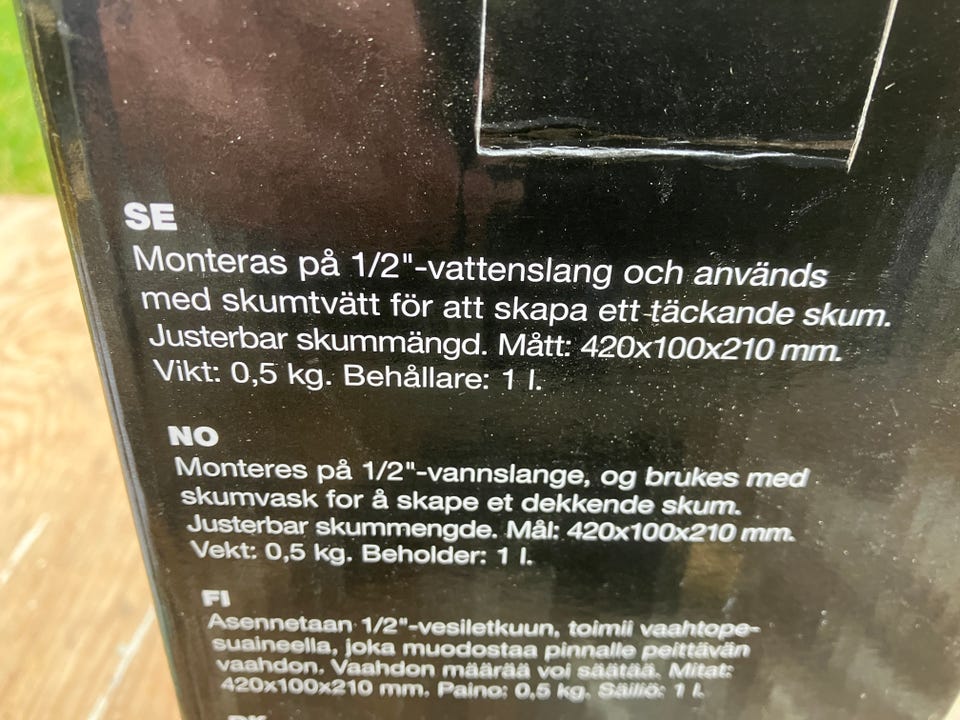 SE
Monteras på 1/2"-vattenslang och används
med skumtvätt för att skapa ett täckande skum.
Justerbar skummängd. Mått: 420x100x210 mm.
Vikt: 0,5 kg. Behållare: 1 l.
NO
Monteres på 1/2"-vannslange, og brukes med
skumvask for å skape et dekkende skum.
Justerbar skummengde. Mål: 420x100x210 mm.
Vekt: 0,5 kg. Beholder: 1 l.
FI
Asennetaan 1/2"-vesiletkuun, toimii vaahtope-
suaineella, joka muodostaa pinnalle peittävän
vaahdon. Vaahdon määrää voi säätää. Mitat:
420x100x210 mm. Paino: 0,5 kg. Säiliö: 1 l.